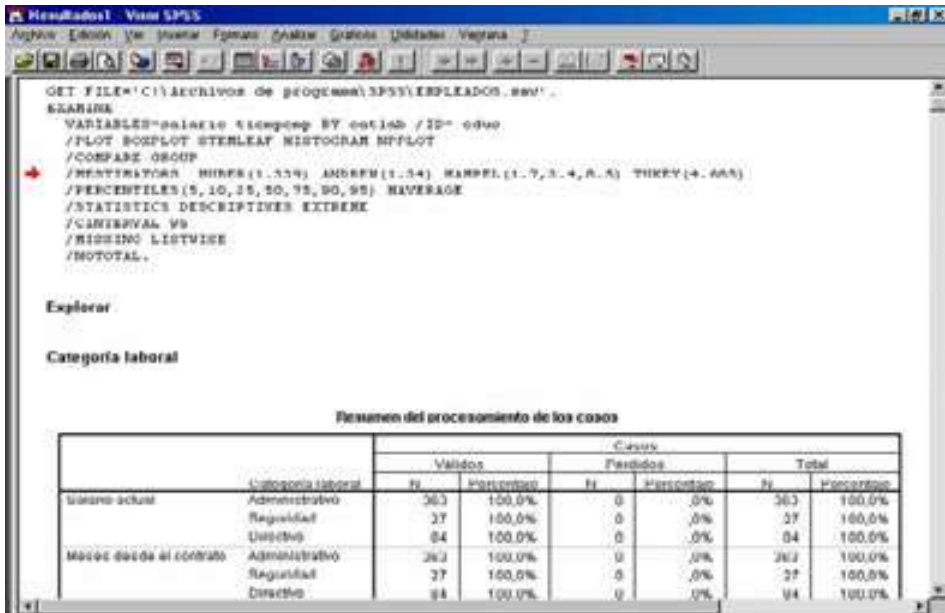 Resultados1 - Visor SPSS
Archivo Edición Ver Insertar Formato Analizar Gráficos Utilidades Ventana ?
GET FILE='C:\Archivos de programa\SPSS\EMPLEADOS.sav'.
EXAMINE
VARIABLES=salario tiempemp BY catlab /ID= educ
/PLOT BOXPLOT STEMLEAF HISTOGRAM NPPLOT
/COMPARE GROUP
/MESTIMATORS HUBER(1.339) ANDREW(1.34) HAMPEL(1.7,3.4,8.5) TUKEY(4.685)
/PERCENTILES(5,10,25,50,75,90,95) HAVERAGE
/STATISTICS DESCRIPTIVES EXTREME
/CINTERVAL 95
/MISSING LISTWISE
/NOTOTAL.
Explorar
Categoría laboral
Resumen del procesamiento de los casos
Casos
Válidos Perdidos Total
Categoría laboral N Porcentaje N Porcentaje N Porcentaje
Salario actual Administrativo 363 100,0% 0 ,0% 363 100,0%
Seguridad 27 100,0% 0 ,0% 27 100,0%
Directivo 84 100,0% 0 ,0% 84 100,0%
Meses desde el contrato Administrativo 363 100,0% 0 ,0% 363 100,0%
Seguridad 27 100,0% 0 ,0% 27 100,0%
Directivo 84 100,0% 0 ,0% 84 100,0%